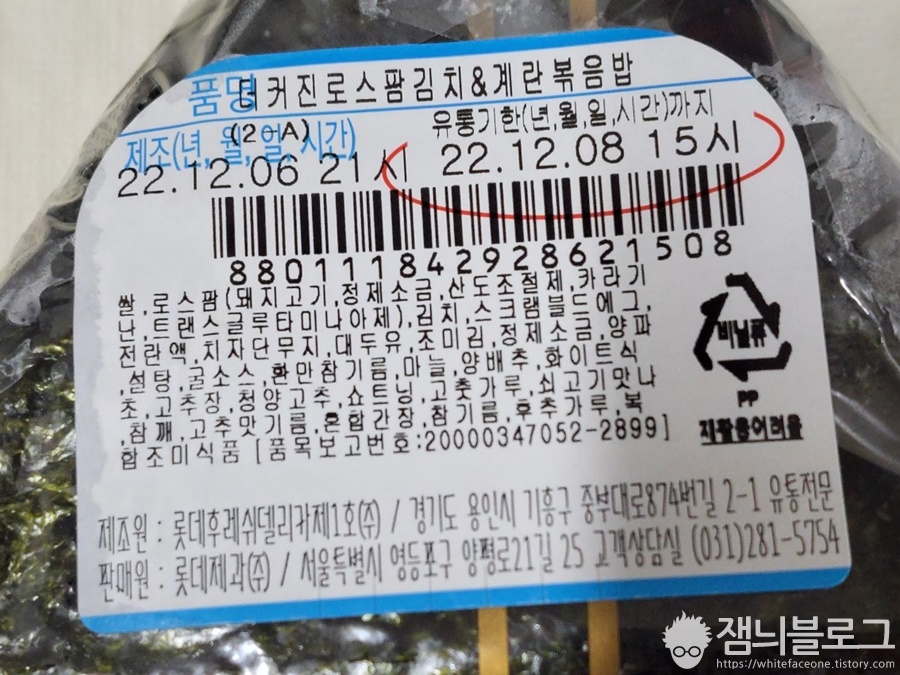 품명 더커진로스팜김치&계란볶음밥
(2-A)
제조(년,월,일,시간)
유통기한(년,월,일,시간)까지
22.12.06 21시
22.12.08 15시
880111842928621508
쌀,로스팜(돼지고기,정제소금,산도조절제,카라기
난,트랜스글루타미나아제),김치,스크램블드에그,
전란액,치자단무지,대두유,조미김,정제소금,양파
,설탕,굴소스,환만참기름,마늘,양배추,화이트식
초,고추장,청양고추,쇼트닝,고춧가루,쇠고기맛나
,참깨,고추맛기름,혼합간장,참기름,후추가루,복
합조미식품 [품목보고번호:20000347052-2899]
비닐류
PP
재활용어려움
제조원 : 롯데후레쉬델리카제1호(주) / 경기도 용인시 기흥구 중부대로874번길 2-1 유통전문
판매원 : 롯데제과(주) / 서울특별시 영등포구 양평로21길 25 고객상담실 (031)281-5754
잼늬블로그
https://whitefaceone.tistory.com